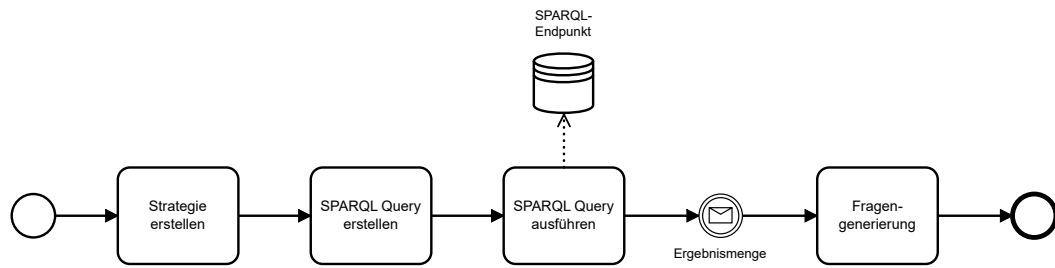 SPARQL-
Endpunkt
Strategie
erstellen
SPARQL Query
erstellen
SPARQL Query
ausführen
Ergebnismenge
Fragen-
generierung